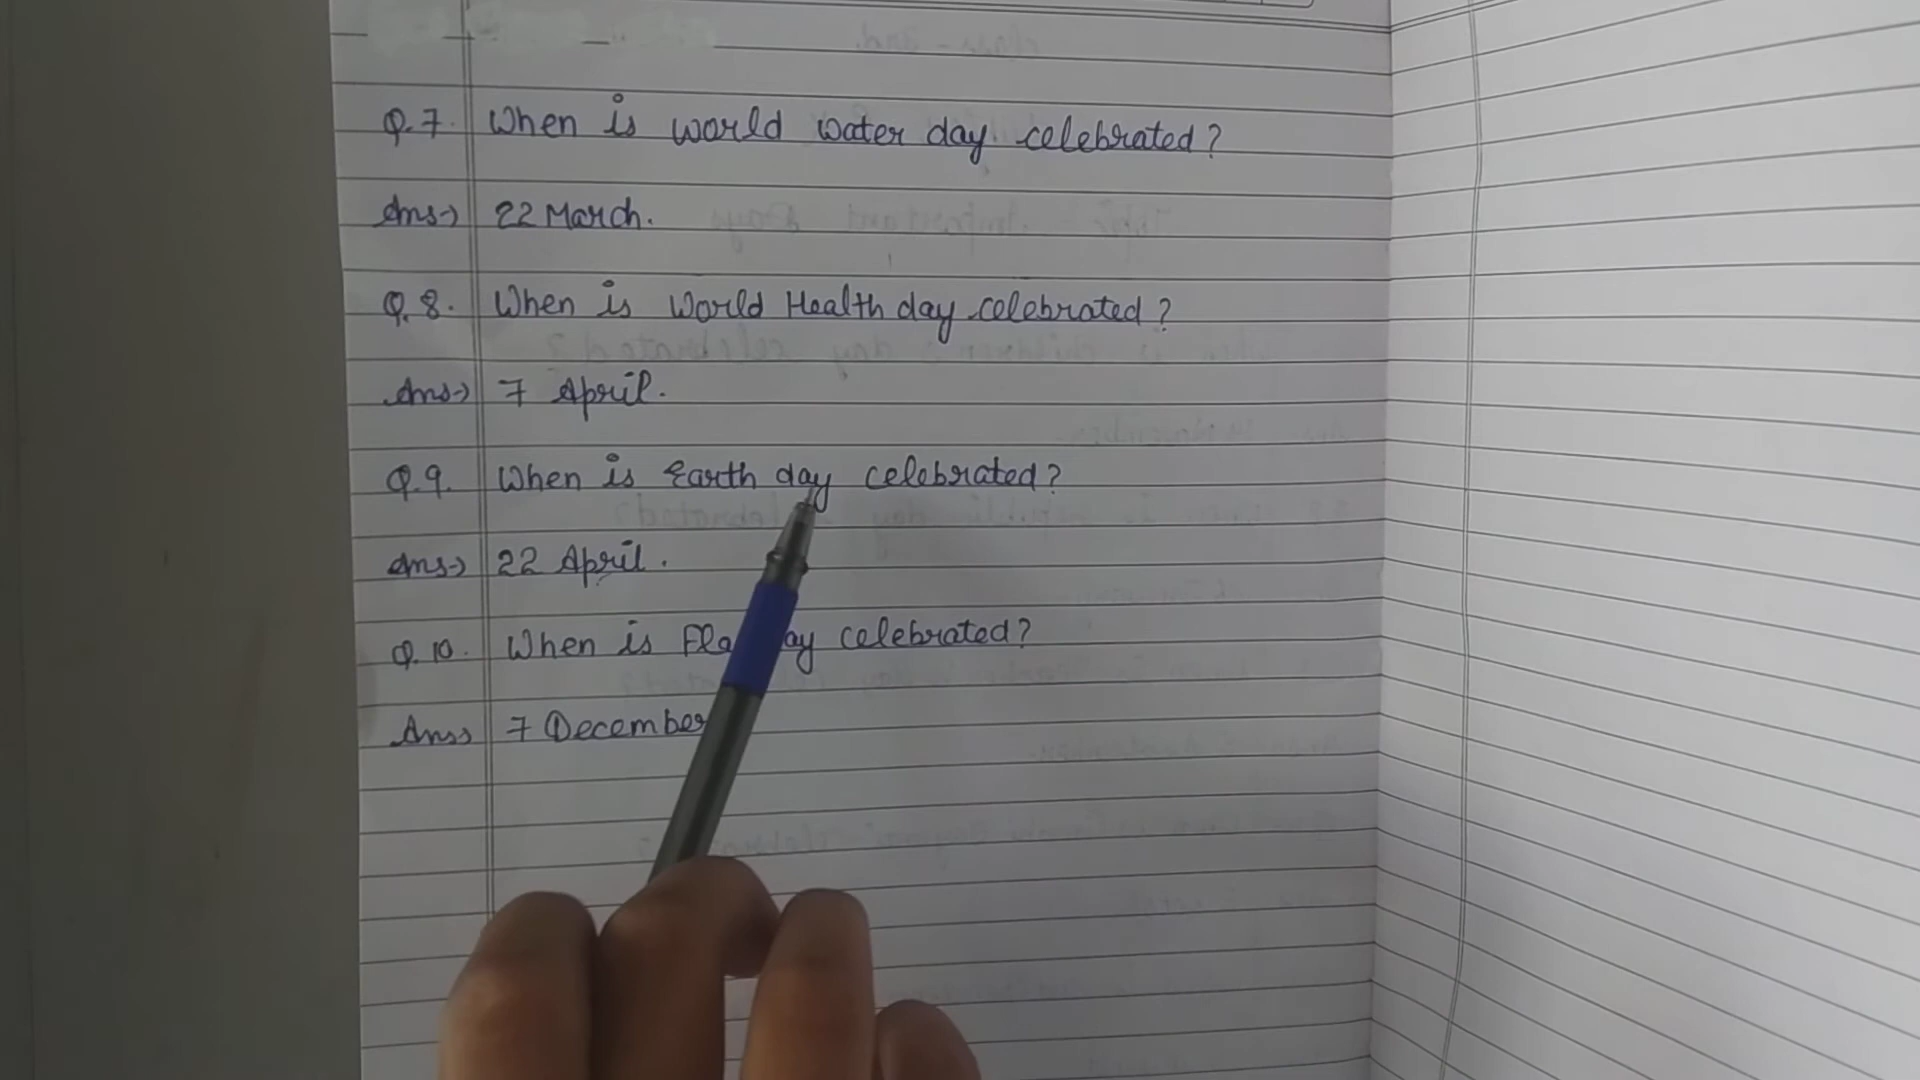 Q.7. When is world water day celebrated?
Ans→ 22 March.
Q.8. When is World Health day celebrated?
Ans→ 7 April.
Q.9. When is Earth day celebrated?
Ans→ 22 April.
Q.10. When is celebrated?
Ans→ 7 December